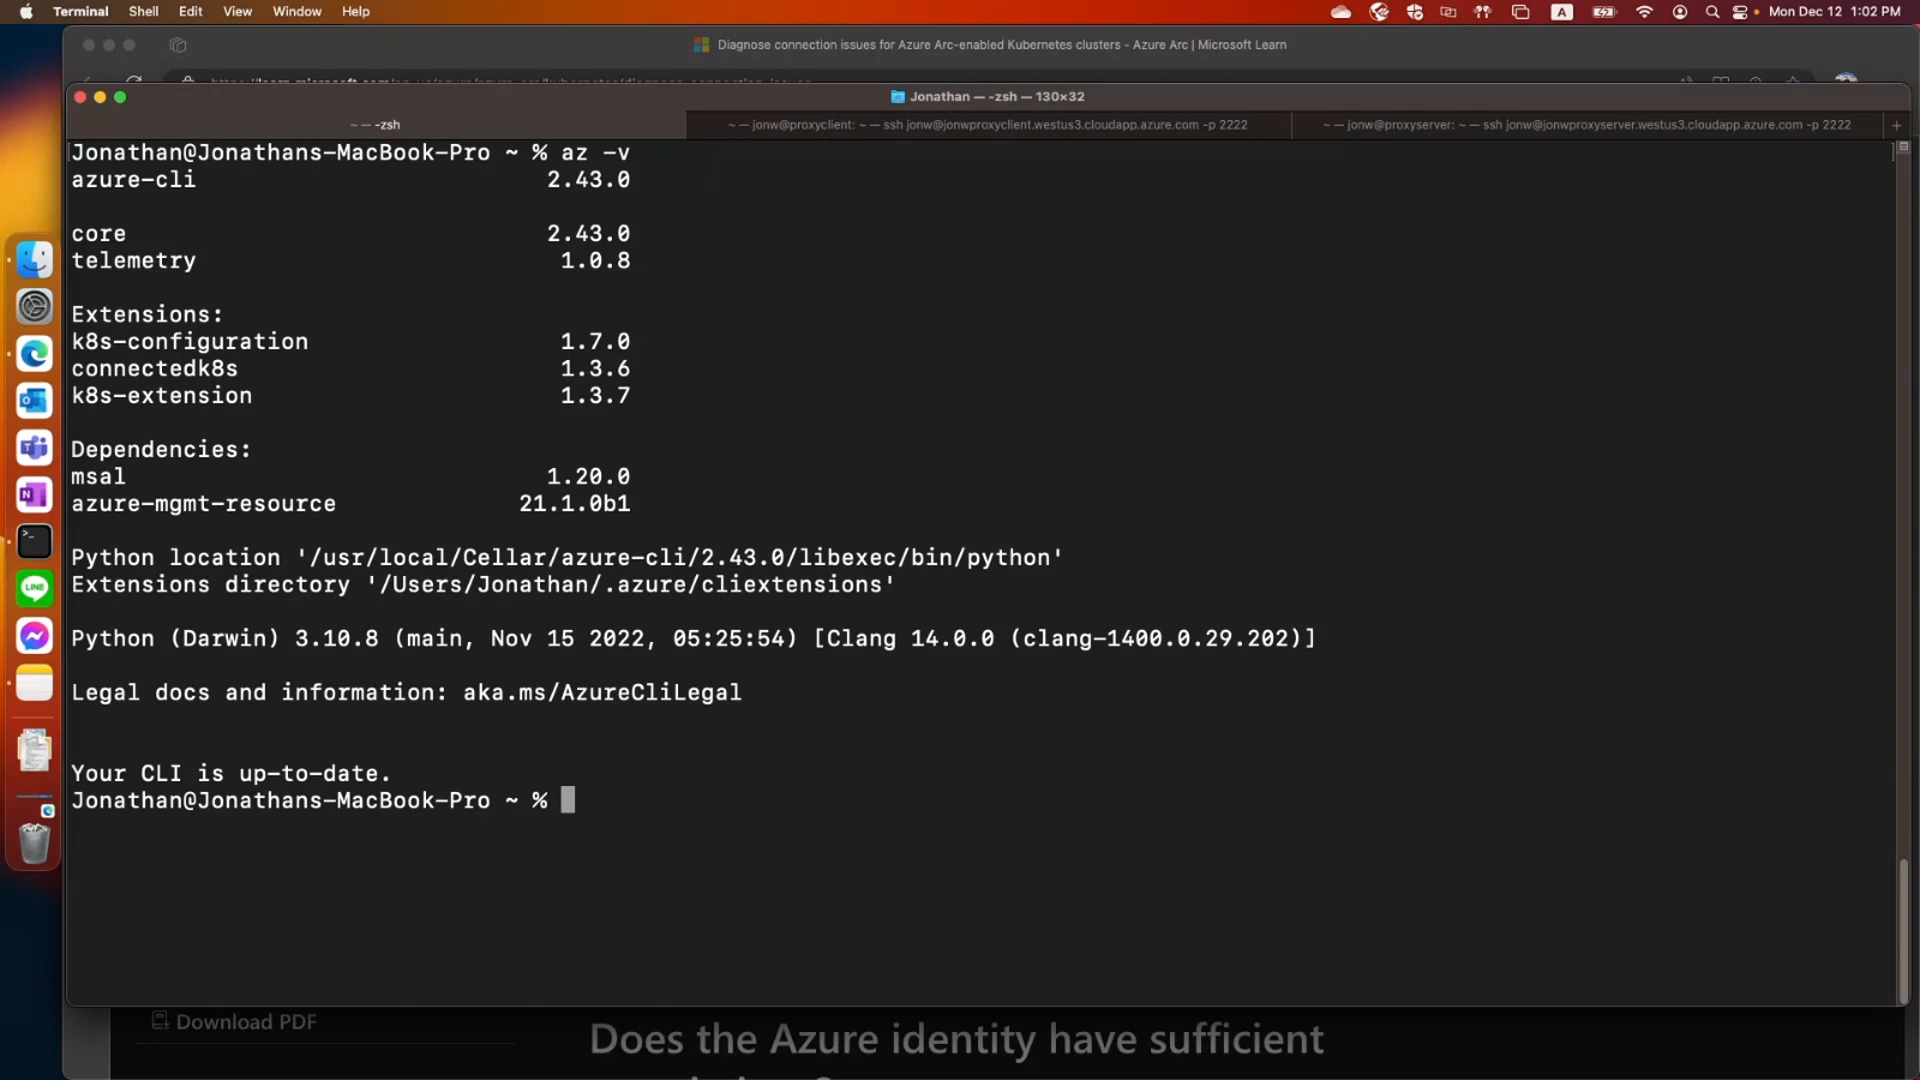 Terminal Shell Edit View Window Help
A
Mon Dec 12 1:02 PM
Diagnose connection issues for Azure Arc-enabled Kubernetes clusters - Azure Arc | Microsoft Learn
Jonathan — -zsh — 130×32
~ — -zsh
~ — jonw@proxyclient: ~ — ssh jonw@jonwproxyclient.westus3.cloudapp.azure.com -p 2222
~ — jonw@proxyserver: ~ — ssh jonw@jonwproxyserver.westus3.cloudapp.azure.com -p 2222
Jonathan@Jonathans-MacBook-Pro ~ % az -v
azure-cli 2.43.0
core 2.43.0
telemetry 1.0.8
Extensions:
k8s-configuration 1.7.0
connectedk8s 1.3.6
k8s-extension 1.3.7
Dependencies:
msal 1.20.0
azure-mgmt-resource 21.1.0b1
Python location '/usr/local/Cellar/azure-cli/2.43.0/libexec/bin/python'
Extensions directory '/Users/Jonathan/.azure/cliextensions'
Python (Darwin) 3.10.8 (main, Nov 15 2022, 05:25:54) [Clang 14.0.0 (clang-1400.0.29.202)]
Legal docs and information: aka.ms/AzureCliLegal
Your CLI is up-to-date.
Jonathan@Jonathans-MacBook-Pro ~ %
LINE
Download PDF
Does the Azure identity have sufficient